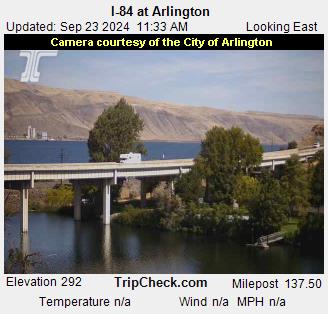 I-84 at Arlington
Updated: Sep 23 2024 11:33 AM Looking East
Camera courtesy of the City of Arlington
Elevation 292 TripCheck.com Milepost 137.50
Temperature n/a Wind n/a MPH n/a